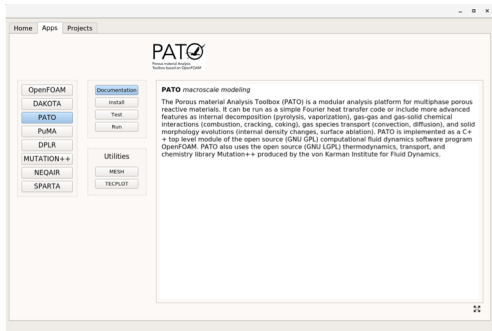 Home Apps Projects
PATO
Porous material Analysis
Toolbox based on OpenFOAM
OpenFOAM
DAKOTA
PATO
PuMA
DPLR
MUTATION++
NEQAIR
SPARTA
Documentation
Install
Test
Run
Utilities
MESH
TECPLOT
PATO macroscale modeling
The Porous material Analysis Toolbox (PATO) is a modular analysis platform for multiphase porous
reactive materials. It can be run as a simple Fourier heat transfer code or include more advanced
features as internal decomposition (pyrolysis, vaporization), gas-gas and gas-solid chemical
interactions (combustion, cracking, coking), gas species transport (convection, diffusion), and solid
morphology evolutions (internal density changes, surface ablation). PATO is implemented as a C+
+ top level module of the open source (GNU GPL) computational fluid dynamics software program
OpenFOAM. PATO also uses the open source (GNU LGPL) thermodynamics, transport, and
chemistry library Mutation++ produced by the von Karman Institute for Fluid Dynamics.